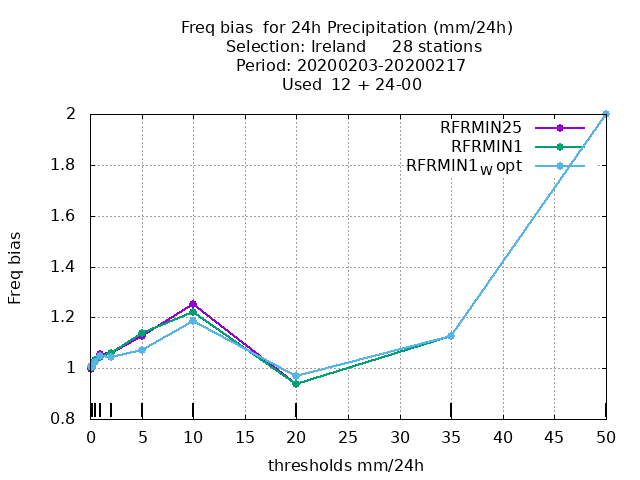 Freq bias  for 24h Precipitation (mm/24h)
Selection: Ireland     28 stations
Period: 20200203-20200217
Used  12 + 24-00
RFRMIN25
RFRMIN1
RFRMIN1W opt
Freq bias
2
1.8
1.6
1.4
1.2
1
0.8
0 5 10 15 20 25 30 35 40 45 50
thresholds mm/24h